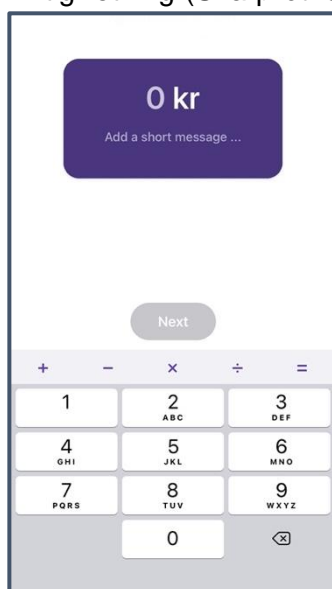 0 kr
Add a short message ...
Next
+ − × ÷ =
1 2 3
ABC DEF
4 5 6
GHI JKL MNO
7 8 9
PQRS TUV WXYZ
0